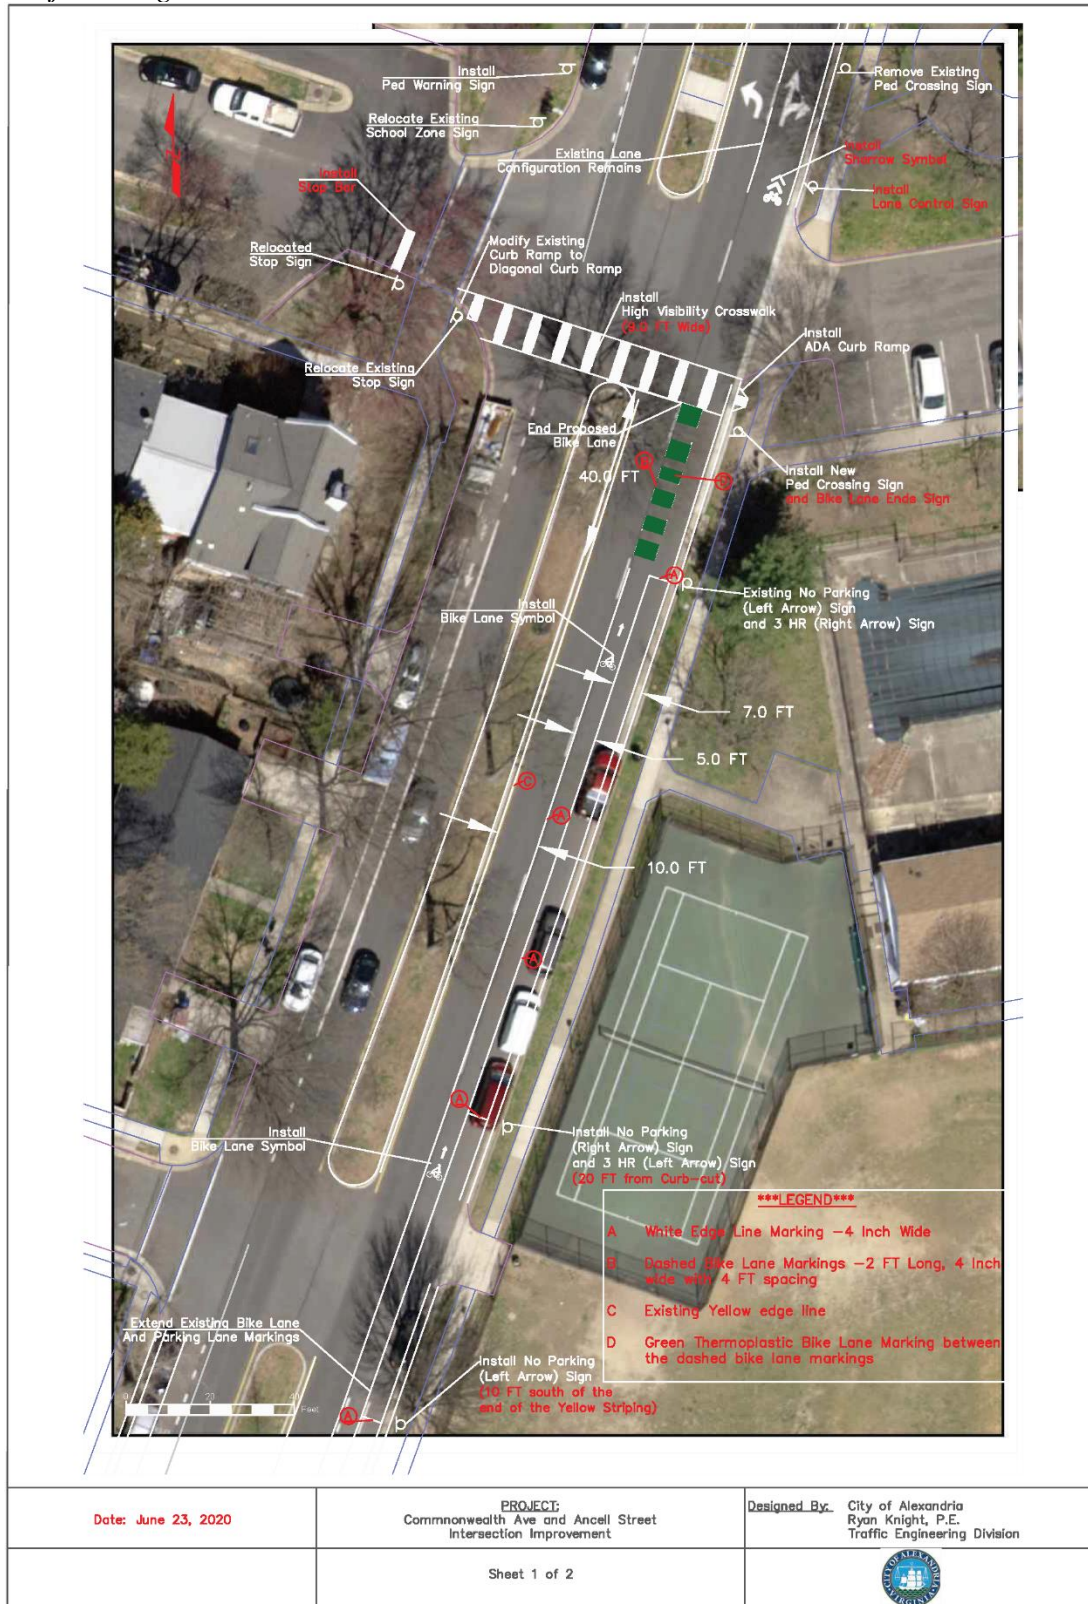 Install
Ped Warning Sign
Relocate Existing
School Zone Sign
Existing Lane
Configuration Remains
Remove Existing
Ped Crossing Sign
Install
Sharrow Symbol
Install
Lane Control Sign
Install
Stop Bar
Relocated
Stop Sign
Modify Existing
Curb Ramp to
Diagonal Curb Ramp
Install
High Visibility Crosswalk
Install
ADA Curb Ramp
Relocate Existing
Stop Sign
End Proposed
Bike Lane
40.0 FT
B
D
Install New
Ped Crossing Sign
and Bike Lane Ends Sign
A
Existing No Parking
(Left Arrow) Sign
and 3 HR (Right Arrow) Sign
Install
Bike Lane Symbol
7.0 FT
5.0 FT
C
A
10.0 FT
A
A
Install
Bike Lane Symbol
Install No Parking
(Right Arrow) Sign
and 3 HR (Left Arrow) Sign
(20 FT from Curb-cut)
***LEGEND***
A White Edge Line Marking -4 Inch Wide
B Dashed Bike Lane Markings -2 FT Long, 4 Inch
wide with 4 FT spacing
C Existing Yellow edge line
D Green Thermoplastic Bike Lane Marking between
the dashed bike lane markings
Extend Existing Bike Lane
And Parking Lane Markings
Install No Parking
(Left Arrow) Sign
(10 FT south of the
end of the Yellow Striping)
A
0 20 40
Feet
Date: June 23, 2020
PROJECT:
Commnonwealth Ave and Ancell Street
Intersection Improvement
Designed By: City of Alexandria
Ryan Knight, P.E.
Traffic Engineering Division
Sheet 1 of 2
CITY OF ALEXANDRIA
VIRGINIA